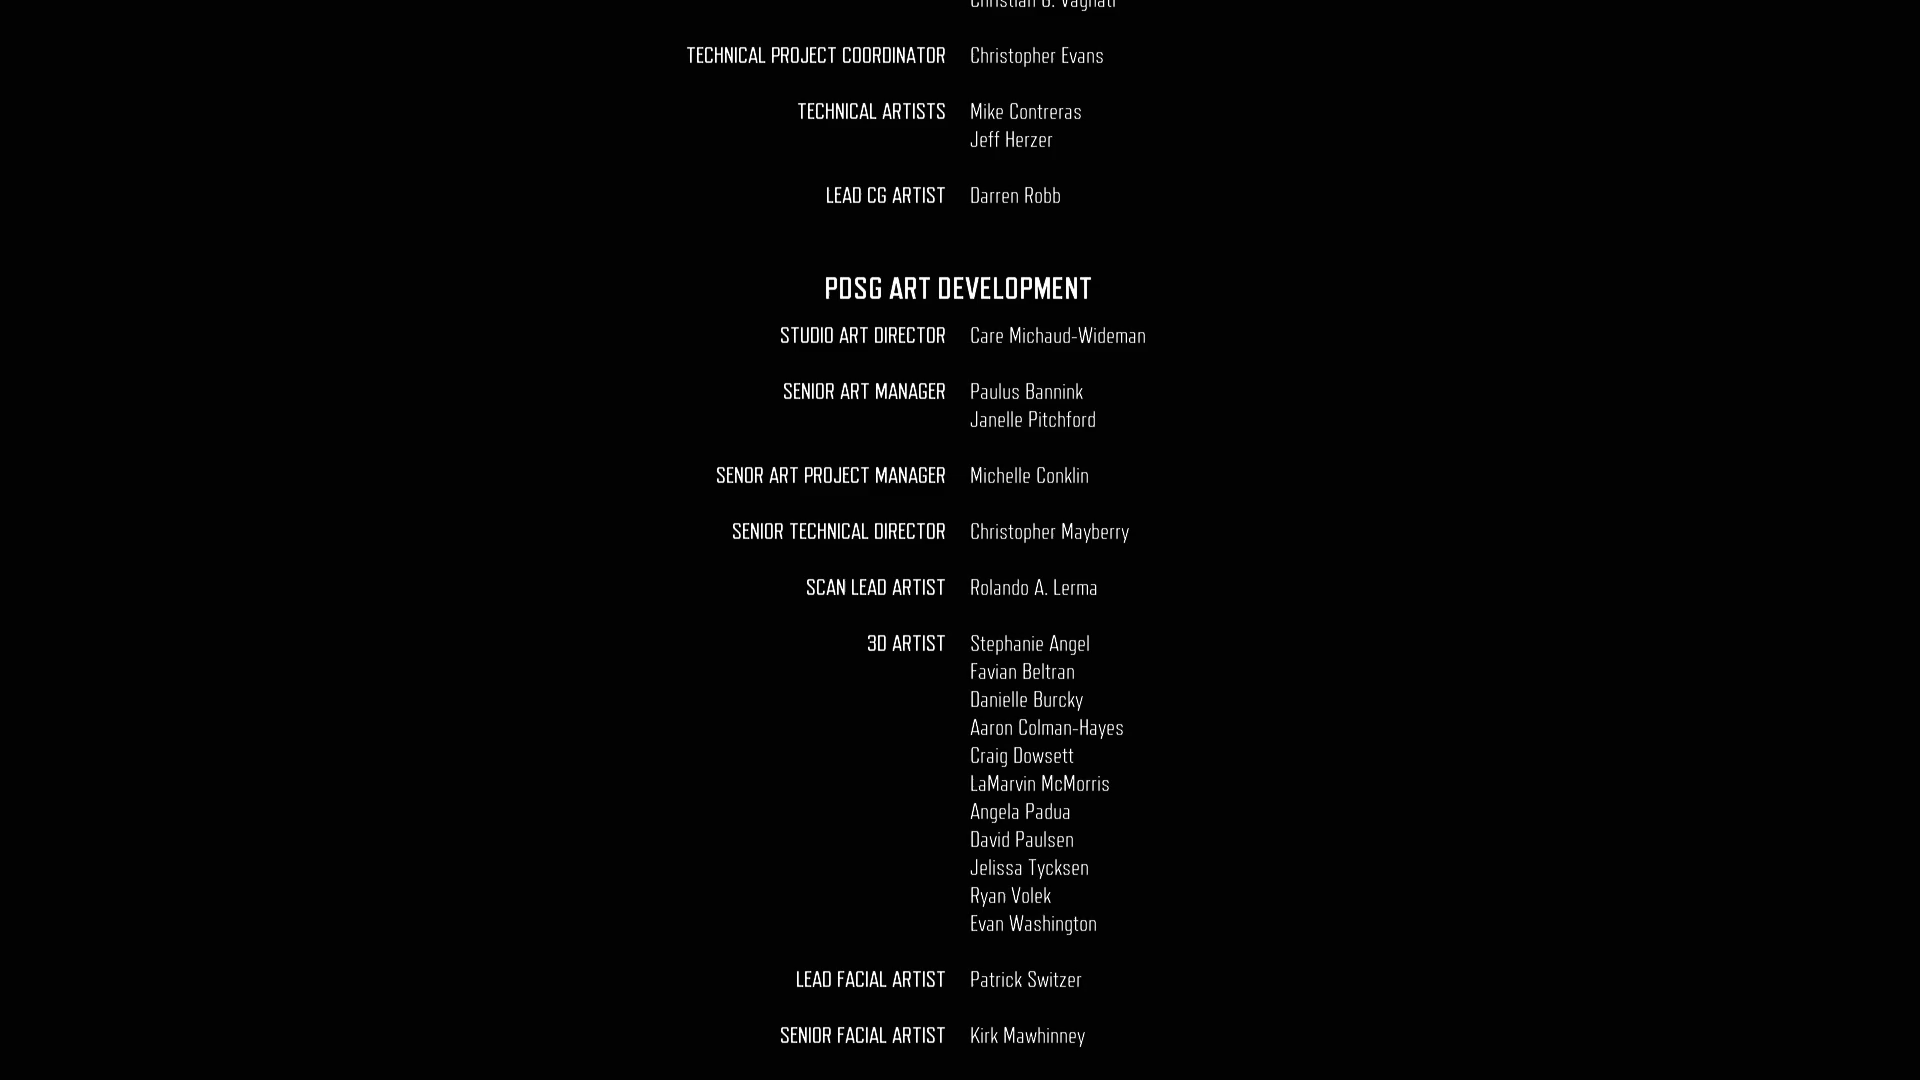 TECHNICAL PROJECT COORDINATOR Christopher Evans
TECHNICAL ARTISTS Mike Contreras
Jeff Herzer
LEAD CG ARTIST Darren Robb
PDSG ART DEVELOPMENT
STUDIO ART DIRECTOR Care Michaud-Wideman
SENIOR ART MANAGER Paulus Bannink
Janelle Pitchford
SENOR ART PROJECT MANAGER Michelle Conklin
SENIOR TECHNICAL DIRECTOR Christopher Mayberry
SCAN LEAD ARTIST Rolando A. Lerma
3D ARTIST Stephanie Angel
Favian Beltran
Danielle Burcky
Aaron Colman-Hayes
Craig Dowsett
LaMarvin McMorris
Angela Padua
David Paulsen
Jelissa Tycksen
Ryan Volek
Evan Washington
LEAD FACIAL ARTIST Patrick Switzer
SENIOR FACIAL ARTIST Kirk Mawhinney